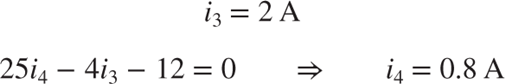 i₃ = 2 A
25i₄ − 4i₃ − 12 = 0 ⇒ i₄ = 0.8 A